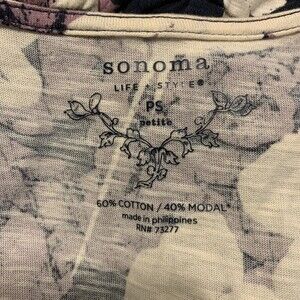 sonoma
LIFE + STYLE®
PS
petite
60% COTTON / 40% MODAL
made in philippines
RN# 73277